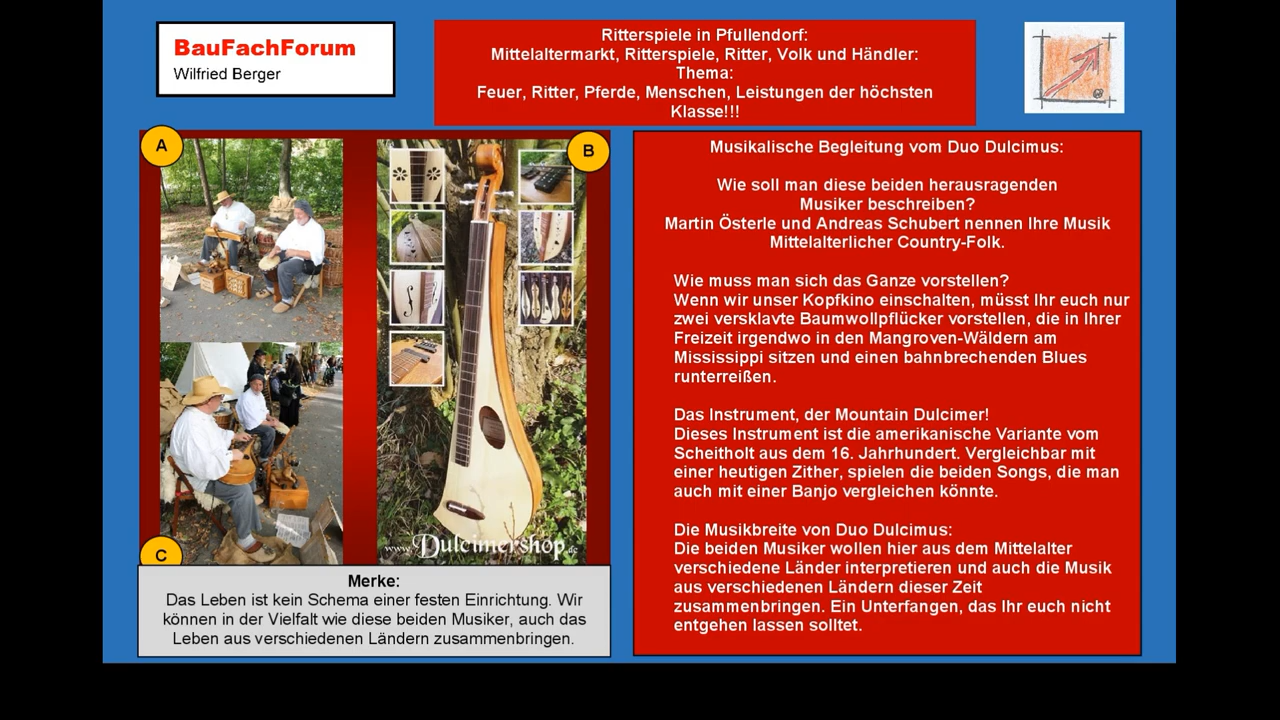 BauFachForum
Wilfried Berger
Ritterspiele in Pfullendorf:
Mittelaltermarkt, Ritterspiele, Ritter, Volk und Händler:
Thema:
Feuer, Ritter, Pferde, Menschen, Leistungen der höchsten
Klasse!!!
A
B
C
www.Dulcimershop.de
Merke:
Das Leben ist kein Schema einer festen Einrichtung. Wir
können in der Vielfalt wie diese beiden Musiker, auch das
Leben aus verschiedenen Ländern zusammenbringen.
Musikalische Begleitung vom Duo Dulcimus:
Wie soll man diese beiden herausragenden
Musiker beschreiben?
Martin Österle und Andreas Schubert nennen Ihre Musik
Mittelalterlicher Country-Folk.
Wie muss man sich das Ganze vorstellen?
Wenn wir unser Kopfkino einschalten, müsst Ihr euch nur
zwei versklavte Baumwollpflücker vorstellen, die in Ihrer
Freizeit irgendwo in den Mangroven-Wäldern am
Mississippi sitzen und einen bahnbrechenden Blues
runterreißen.
Das Instrument, der Mountain Dulcimer!
Dieses Instrument ist die amerikanische Variante vom
Scheitholt aus dem 16. Jahrhundert. Vergleichbar mit
einer heutigen Zither, spielen die beiden Songs, die man
auch mit einer Banjo vergleichen könnte.
Die Musikbreite von Duo Dulcimus:
Die beiden Musiker wollen hier aus dem Mittelalter
verschiedene Länder interpretieren und auch die Musik
aus verschiedenen Ländern dieser Zeit
zusammenbringen. Ein Unterfangen, das Ihr euch nicht
entgehen lassen solltet.